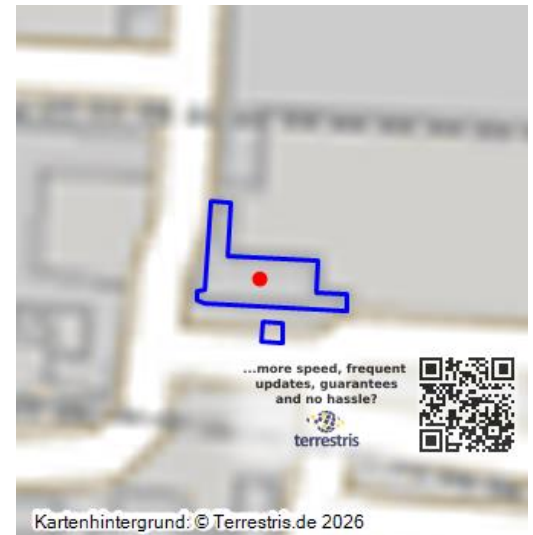 ...more speed, frequent
updates, guarantees
and no hassle?
terrestris
Kartenhintergrund: © Terrestris.de 2026